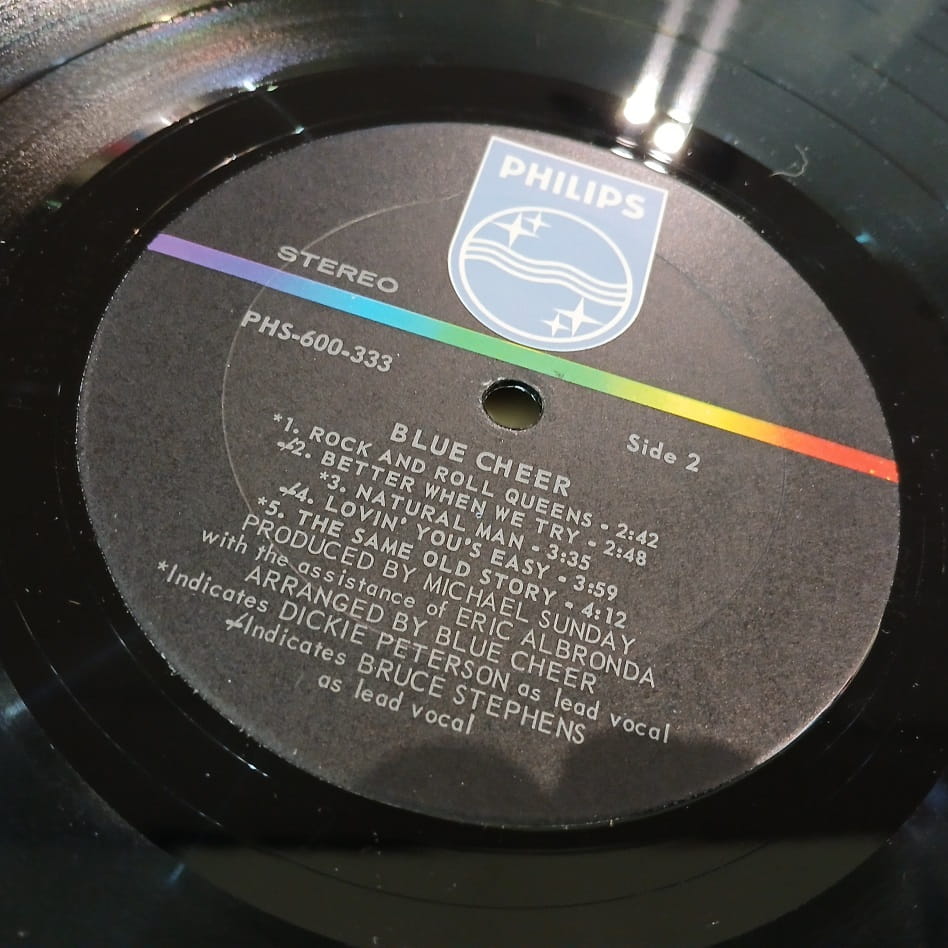 PHILIPS
STEREO
PHS-600-333
Side 2
BLUE CHEER
*1. ROCK AND ROLL QUEENS - 2:42
≁2. BETTER WHEN WE TRY - 2:48
*3. NATURAL MAN - 3:35
≁4. LOVIN' YOU'S EASY - 3:59
*5. THE SAME OLD STORY - 4:12
PRODUCED BY MICHAEL SUNDAY
with the assistance of ERIC ALBRONDA
ARRANGED BY BLUE CHEER
*Indicates DICKIE PETERSON as lead vocal
≁Indicates BRUCE STEPHENS
as lead vocal